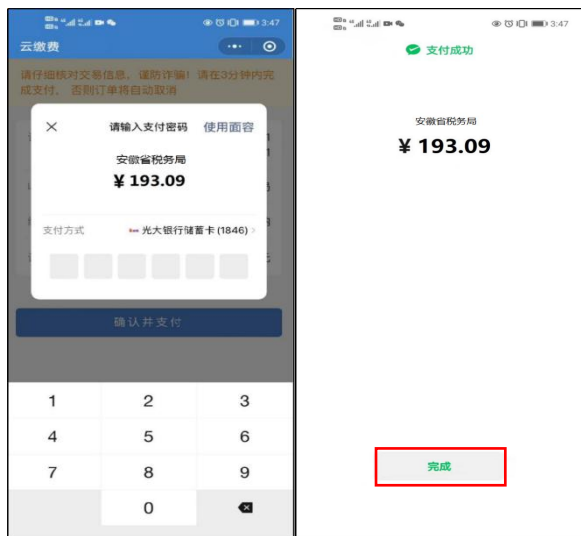 3:47
云缴费
请仔细核对交易信息，谨防诈骗！请在3分钟内完
成支付，否则订单将自动取消
请输入支付密码 使用面容
安徽省税务局
¥ 193.09
支付方式 光大银行储蓄卡(1846)
确认并支付
1 2 3
4 5 6
7 8 9
0
3:47
支付成功
安徽省税务局
¥ 193.09
完成